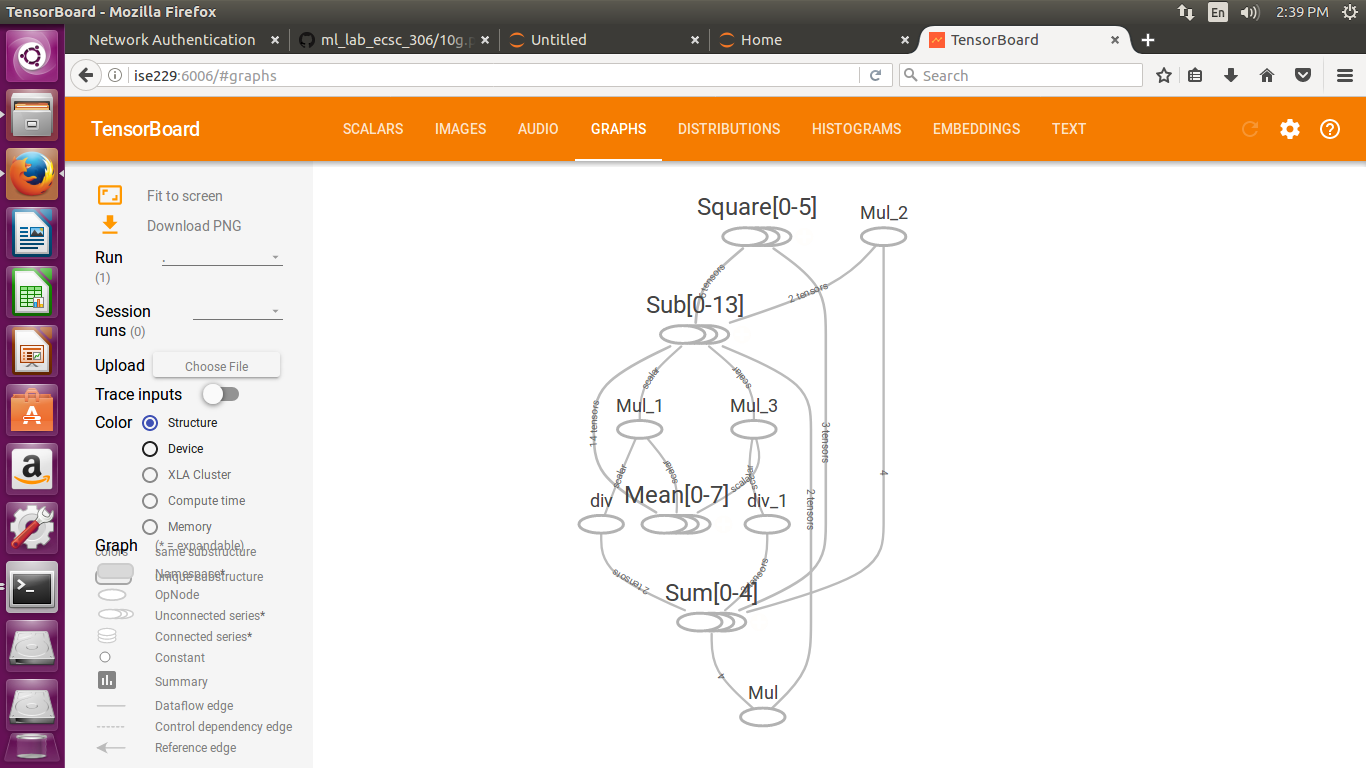 TensorBoard - Mozilla Firefox
En
2:39 PM
Network Authentication
ml_lab_ecsc_306/10g.p
Untitled
Home
TensorBoard
ise229:6006/#graphs
Search
TensorBoard
SCALARS
IMAGES
AUDIO
GRAPHS
DISTRIBUTIONS
HISTOGRAMS
EMBEDDINGS
TEXT
Fit to screen
Download PNG
Run
(1)
.
Session
runs (0)
Upload
Choose File
Trace inputs
Color
Structure
Device
XLA Cluster
Compute time
Memory
Graph
(* = expandable)
colors
same substructure
Namespace*
unique substructure
OpNode
Unconnected series*
Connected series*
Constant
Summary
Dataflow edge
Control dependency edge
Reference edge
Square[0-5]
Mul_2
tensors
2 tensors
Sub[0-13]
scalar
scalar
Mul_1
Mul_3
14 tensors
3 tensors
scalar
scalar
scalar
scalar
4
div
Mean[0-7]
div_1
2 tensors
2 tensors
tensors
Sum[0-4]
4
Mul